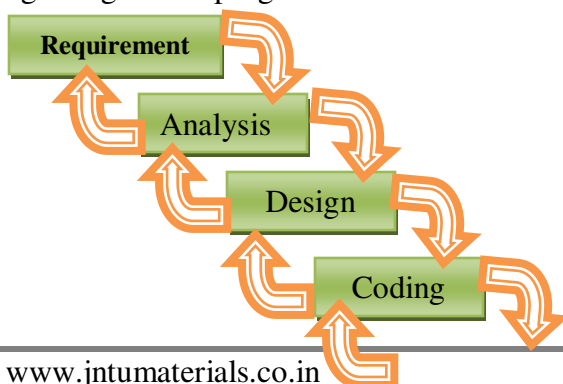 Requirement
Analysis
Design
Coding
www.jntumaterials.co.in